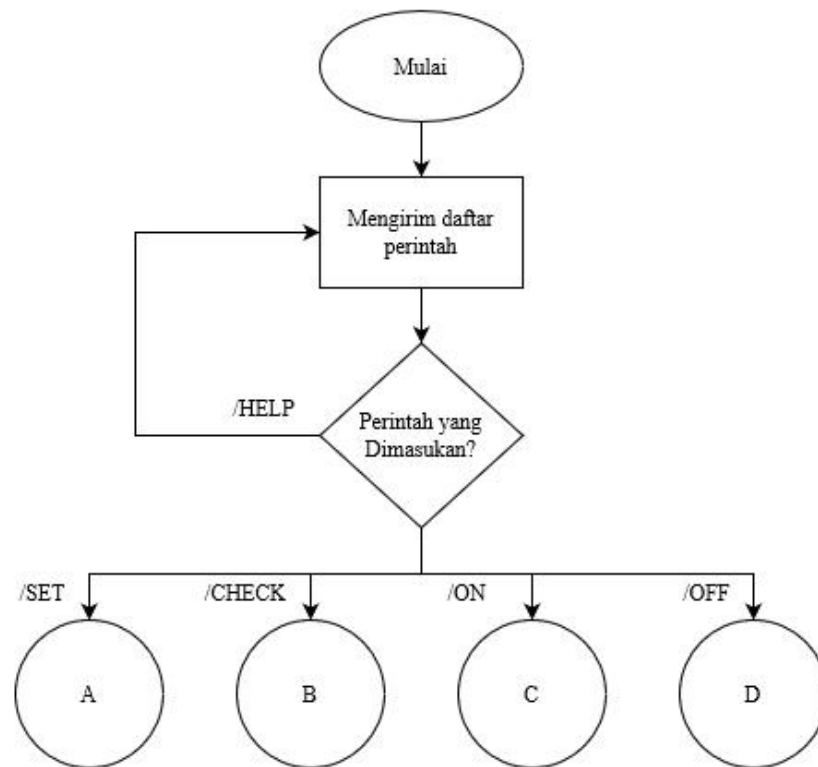 Mulai
Mengirim daftar
perintah
/HELP
Perintah yang
Dimasukan?
/SET
/CHECK
/ON
/OFF
A
B
C
D